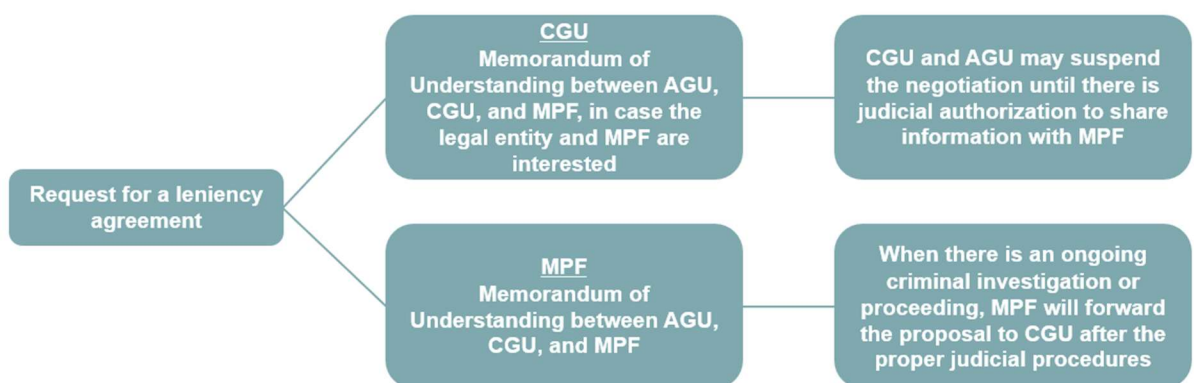 Request for a leniency
agreement
CGU
Memorandum of
Understanding between AGU,
CGU, and MPF, in case the
legal entity and MPF are
interested
CGU and AGU may suspend
the negotiation until there is
judicial authorization to share
information with MPF
MPF
Memorandum of
Understanding between AGU,
CGU, and MPF
When there is an ongoing
criminal investigation or
proceeding, MPF will forward
the proposal to CGU after the
proper judicial procedures